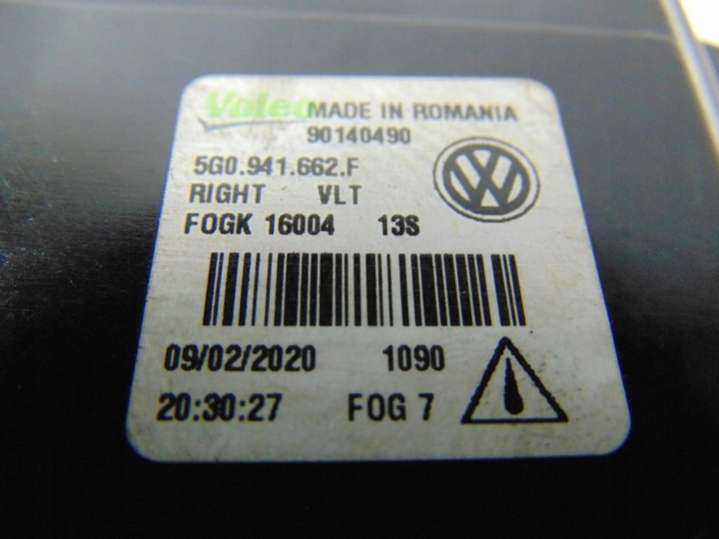 Valeo MADE IN ROMANIA
90140490
5G0.941.662.F
RIGHT VLT
FOGK 16004 13S
09/02/2020 1090
20:30:27 FOG 7